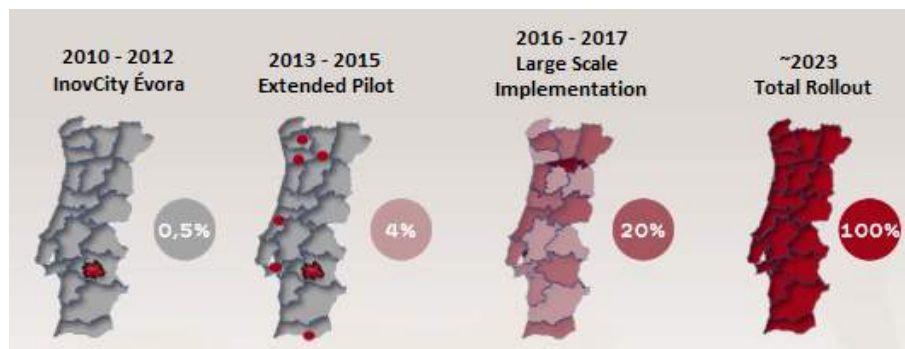 2010 - 2012
InovCity Évora
0,5%
2013 - 2015
Extended Pilot
4%
2016 - 2017
Large Scale
Implementation
20%
~2023
Total Rollout
100%